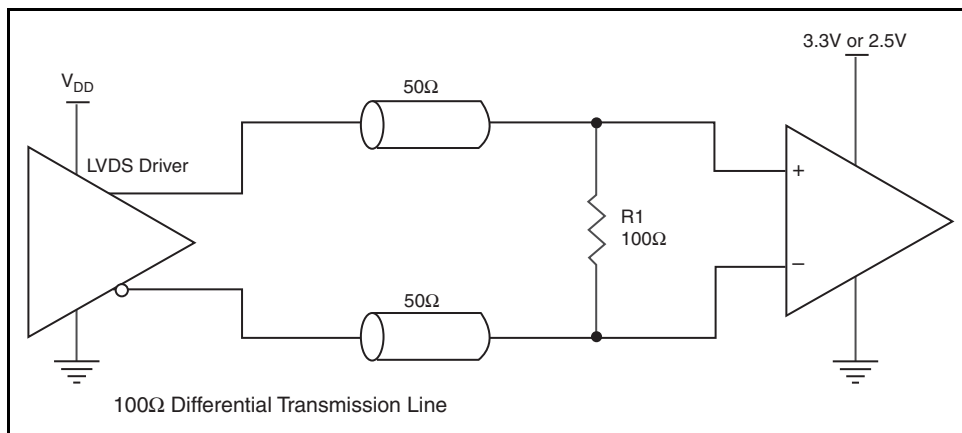 3.3V or 2.5V
V_DD
50Ω
LVDS Driver
+
R1
100Ω
−
50Ω
100Ω Differential Transmission Line